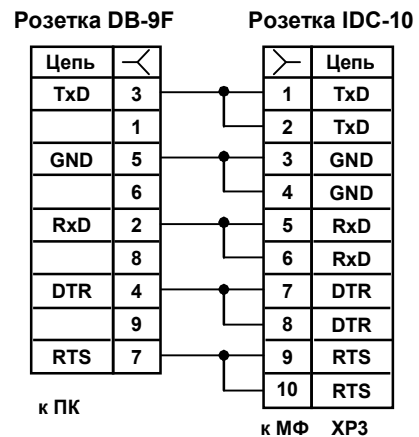 Розетка DB-9F Розетка IDC-10
Цепь Цепь
TxD 3 1 TxD
1 2 TxD
GND 5 3 GND
6 4 GND
RxD 2 5 RxD
8 6 RxD
DTR 4 7 DTR
9 8 DTR
RTS 7 9 RTS
10 RTS
к ПК
к МФ XP3